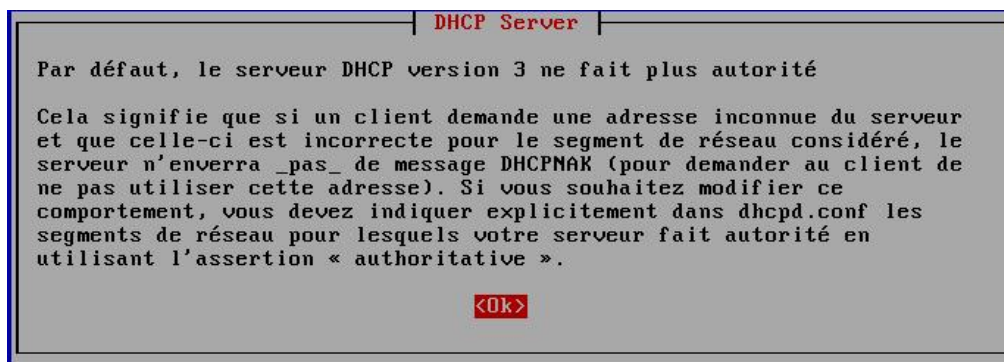 DHCP Server
Par défaut, le serveur DHCP version 3 ne fait plus autorité
Cela signifie que si un client demande une adresse inconnue du serveur
et que celle-ci est incorrecte pour le segment de réseau considéré, le
serveur n'enverra _pas_ de message DHCPNAK (pour demander au client de
ne pas utiliser cette adresse). Si vous souhaitez modifier ce
comportement, vous devez indiquer explicitement dans dhcpd.conf les
segments de réseau pour lesquels votre serveur fait autorité en
utilisant l'assertion « authoritative ».
<Ok>